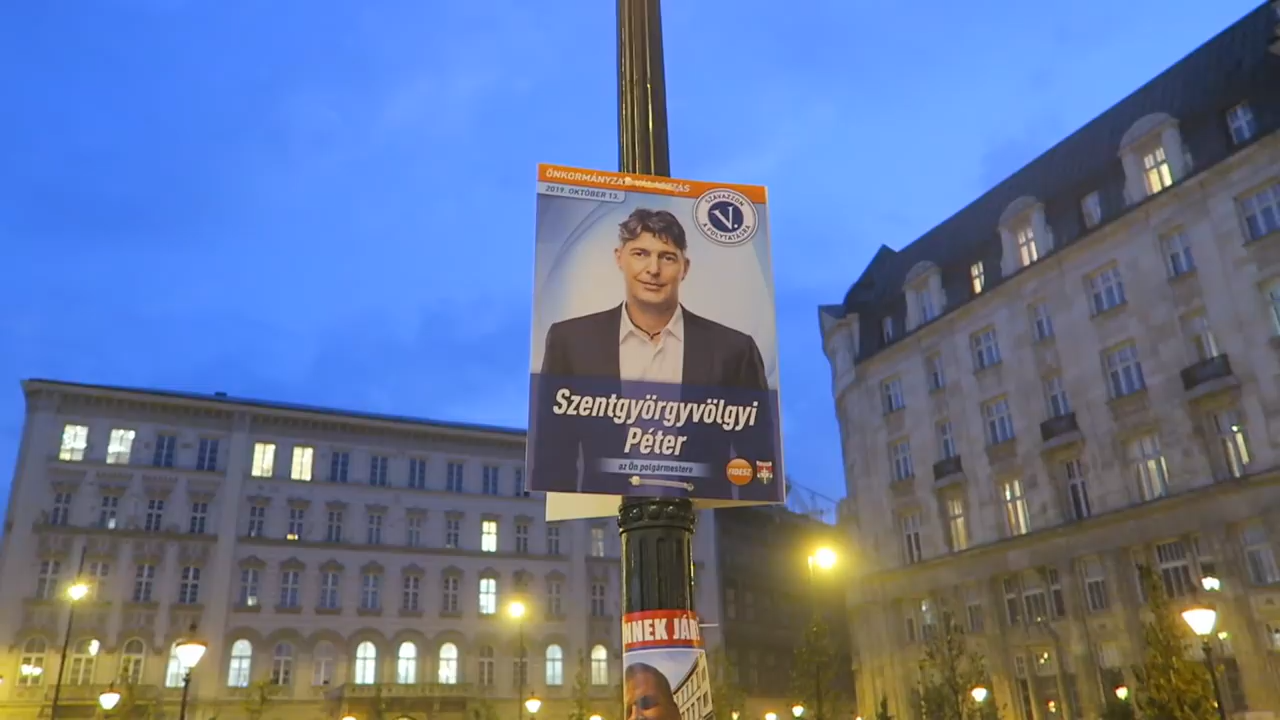 ÖNKORMÁNYZATI VÁLASZTÁS
2019. OKTÓBER 13.
SZAVAZZON
V.
A FOLYTATÁSRA
Szentgyörgyvölgyi
Péter
az Ön polgármestere
FIDESZ
NNEK JÁR